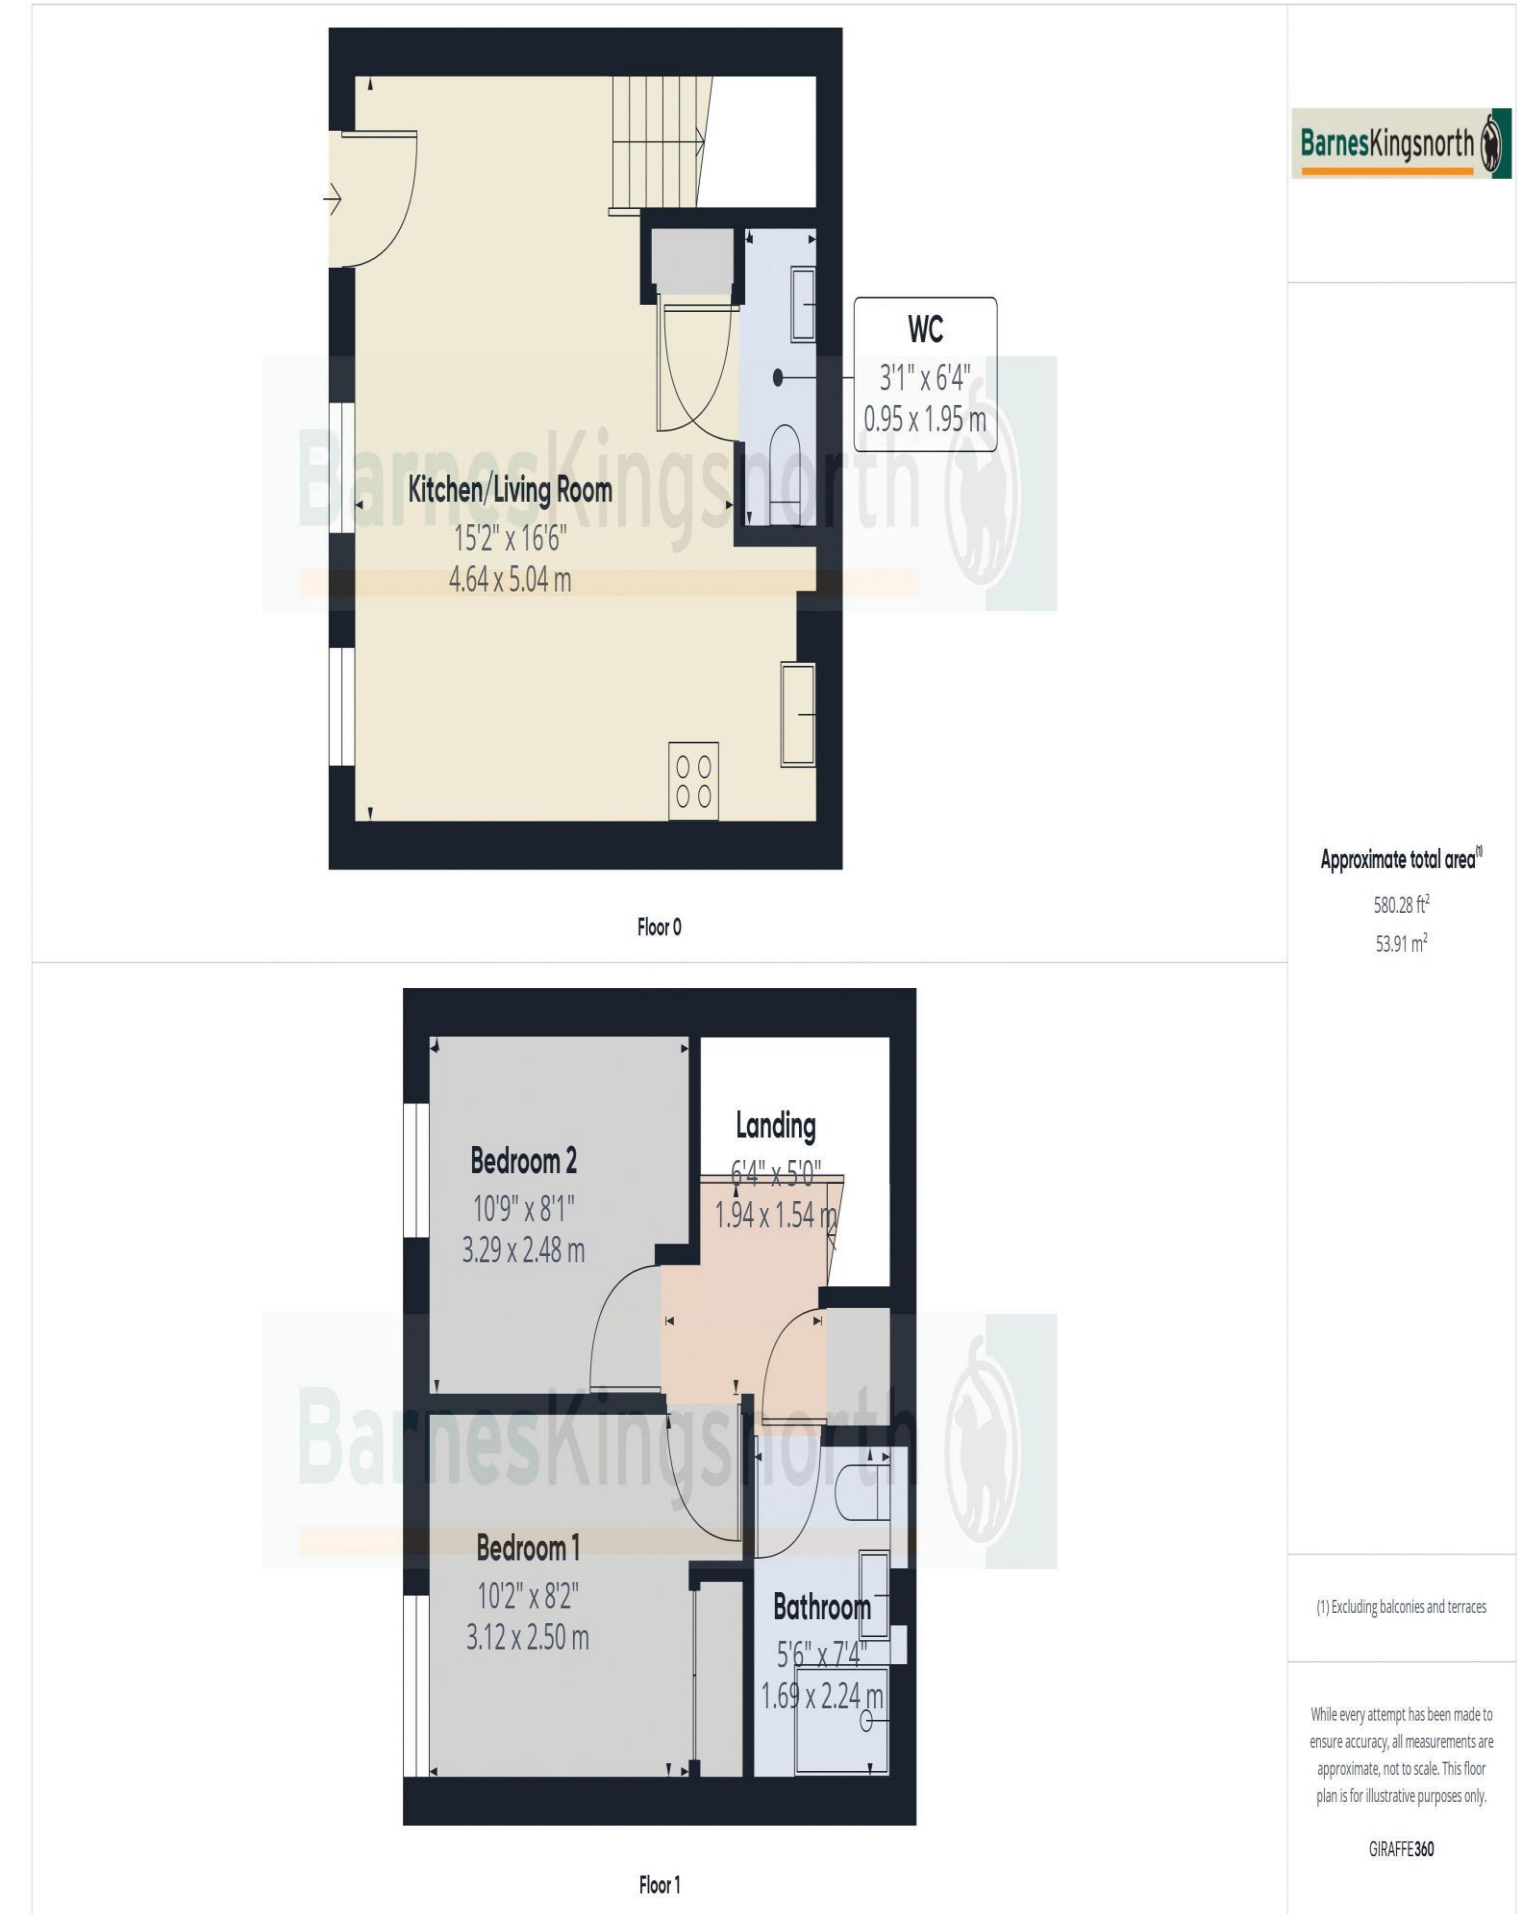 BarnesKingsnorth
WC
3'1" x 6'4"
0.95 x 1.95 m
BarnesKingsnorth
Kitchen/Living Room
15'2" x 16'6"
4.64 x 5.04 m
Floor 0
Approximate total area(1)
580.28 ft²
53.91 m²
Landing
6'4" x 5'0"
1.94 x 1.54 m
Bedroom 2
10'9" x 8'1"
3.29 x 2.48 m
BarnesKingsnorth
Bedroom 1
10'2" x 8'2"
3.12 x 2.50 m
Bathroom
5'6" x 7'4"
1.69 x 2.24 m
Floor 1
(1) Excluding balconies and terraces
While every attempt has been made to
ensure accuracy, all measurements are
approximate, not to scale. This floor
plan is for illustrative purposes only.
GIRAFFE360